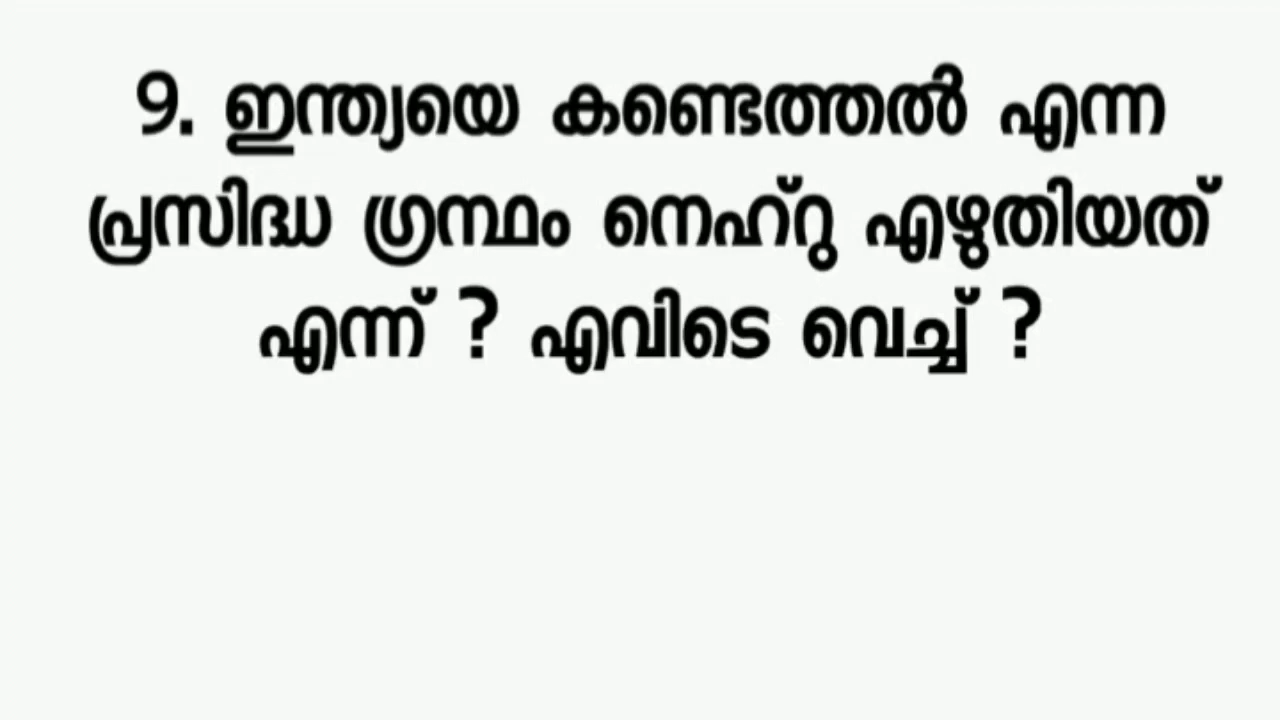 9. ഇന്ത്യയെ കണ്ടെത്തൽ എന്ന
പ്രസിദ്ധ ഗ്രന്ഥം നെഹ്റു എഴുതിയത്
എന്ന് ? എവിടെ വെച്ച് ?